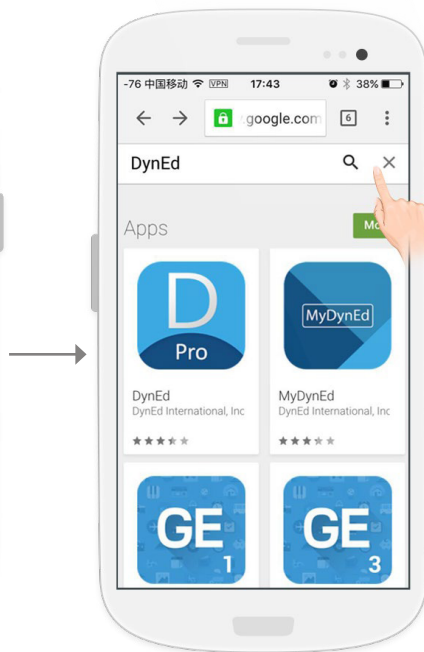 -76 中国移动 VPN 17:43 38%
.google.com 6
DynEd
Apps
D
Pro
MyDynEd
DynEd
DynEd International, Inc
MyDynEd
DynEd International, Inc
GE
1
GE
3